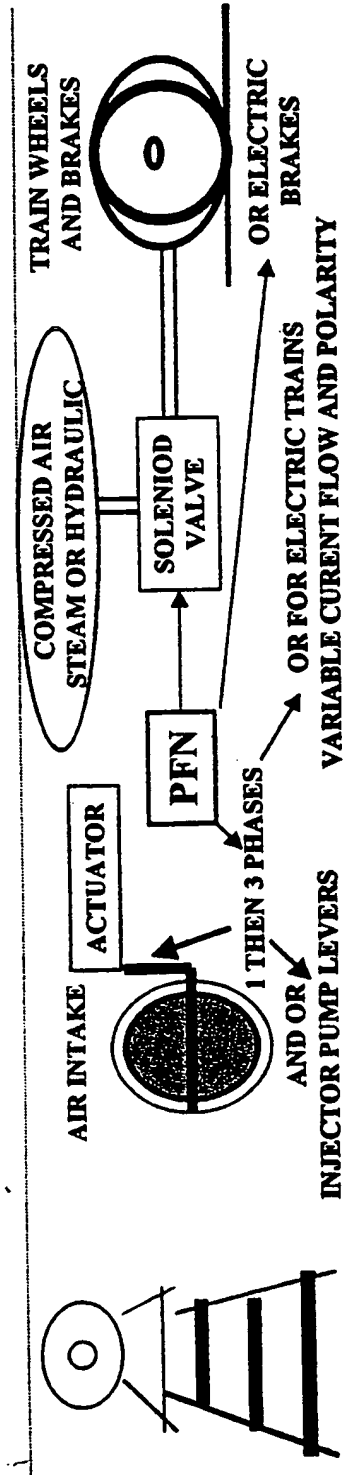 AIR INTAKE
ACTUATOR
COMPRESSED AIR
STEAM OR HYDRAULIC
TRAIN WHEELS
AND BRAKES
PFN
SOLENIOD
VALVE
1 THEN 3 PHASES
AND OR
INJECTOR PUMP LEVERS
OR FOR ELECTRIC TRAINS
VARIABLE CURENT FLOW AND POLARITY
OR ELECTRIC
BRAKES